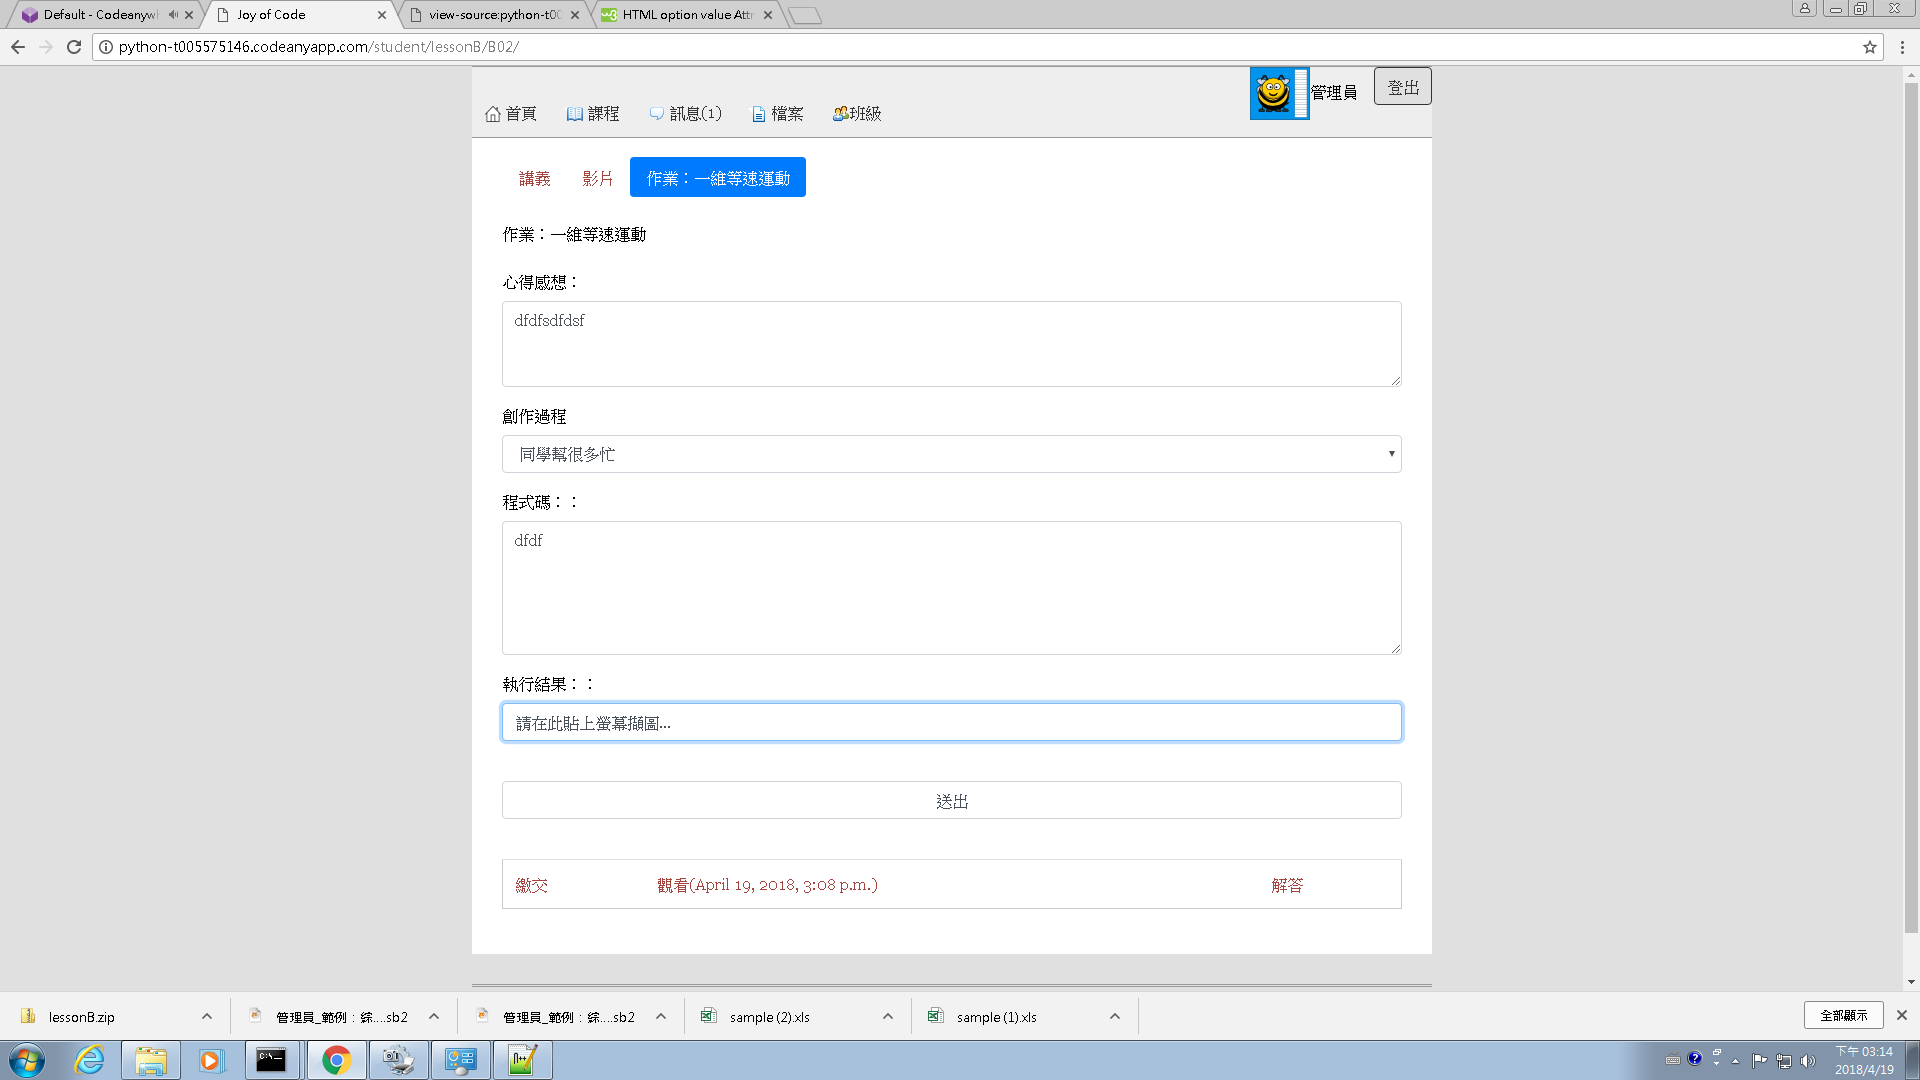 Default - Codeanywh
Joy of Code
view-source:python-t00
HTML option value Attr
python-t005575146.codeanyapp.com/student/lessonB/B02/
管理員
登出
首頁
課程
訊息(1)
檔案
班級
講義
影片
作業：一維等速運動
作業：一維等速運動
心得感想：
dfdfsdfdsf
創作過程
同學幫很多忙
程式碼：：
dfdf
執行結果：：
請在此貼上螢幕擷圖...
送出
繳交
觀看(April 19, 2018, 3:08 p.m.)
解答
lessonB.zip
管理員_範例：綜....sb2
管理員_範例：綜....sb2
sample (2).xls
sample (1).xls
全部顯示
下午 03:14
2018/4/19